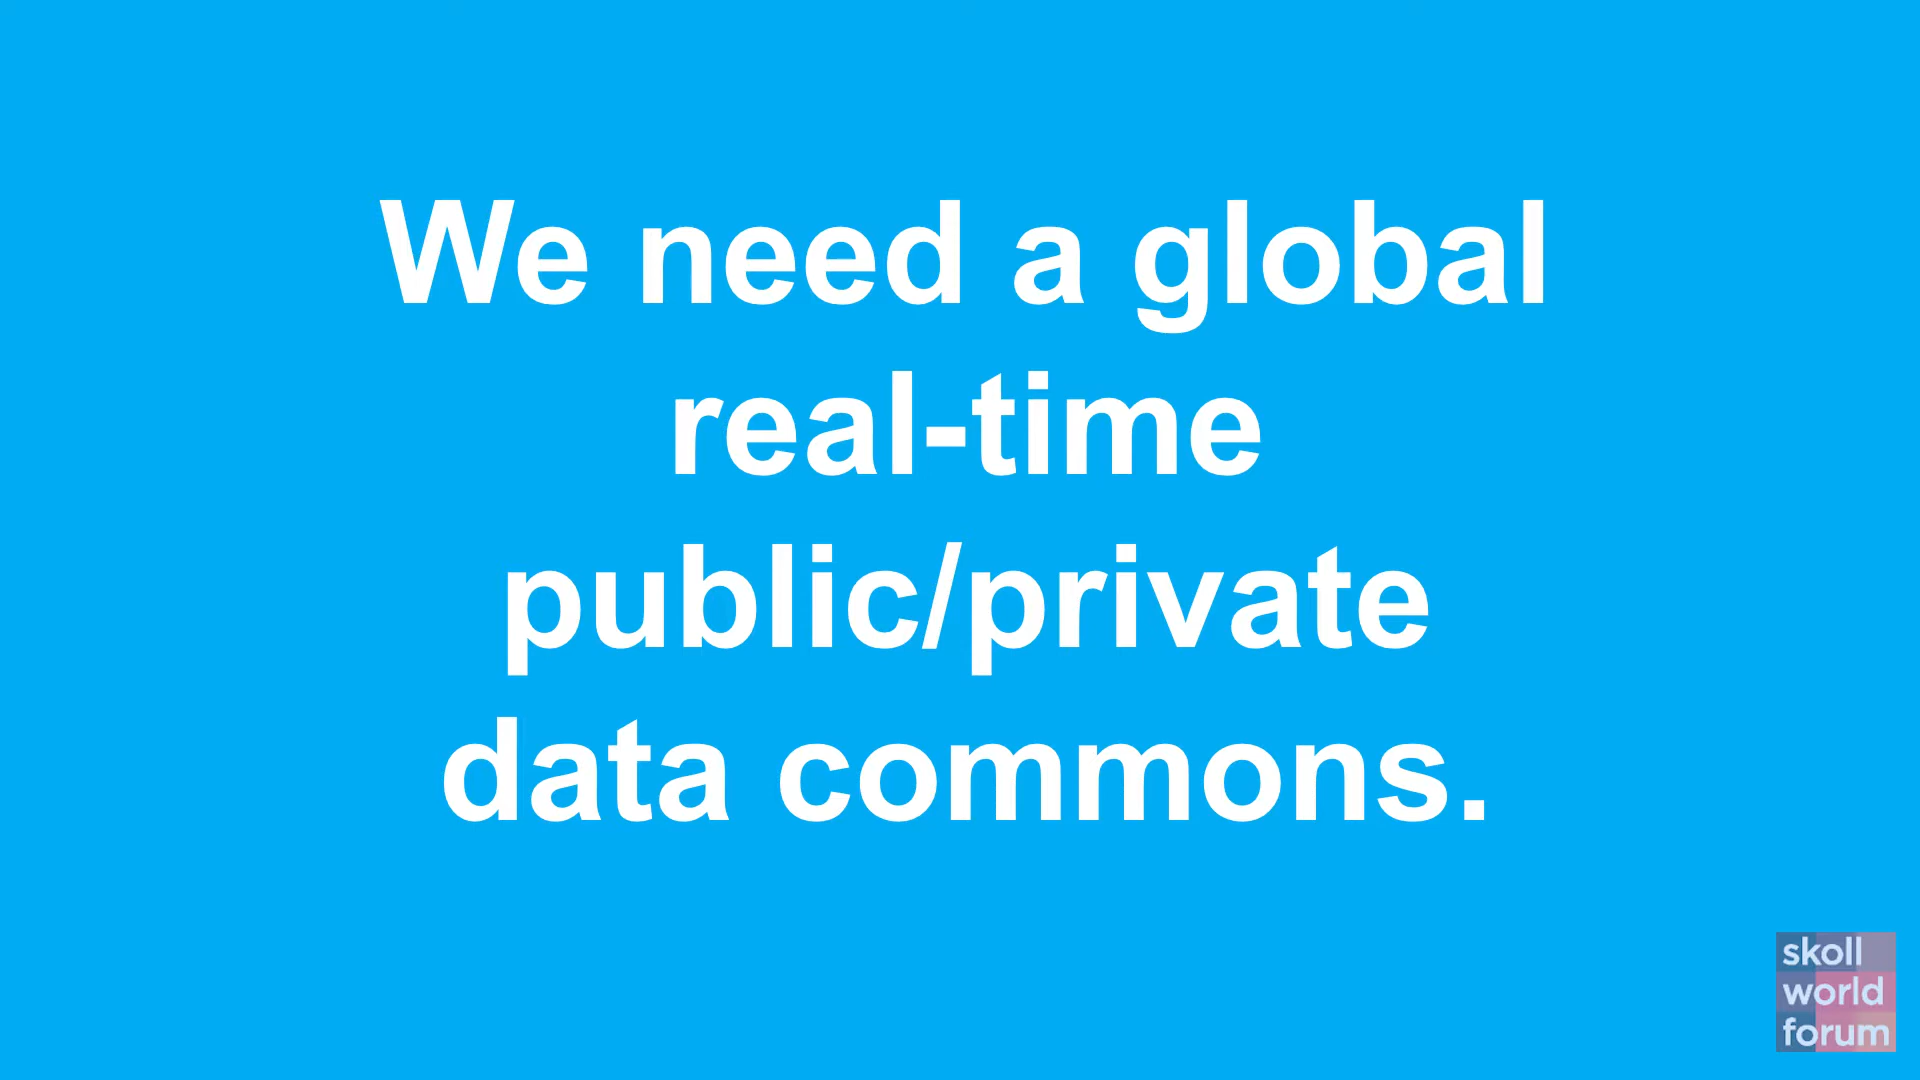 We need a global
real-time
public/private
data commons.
skoll
world
forum